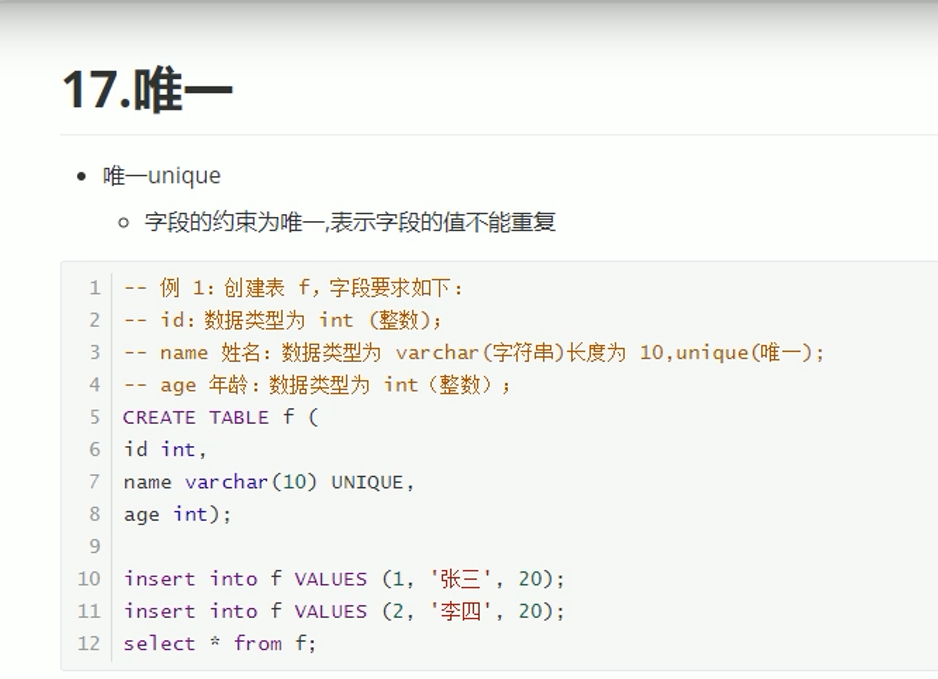 17.唯一
唯一unique
字段的约束为唯一,表示字段的值不能重复
1 -- 例 1：创建表 f，字段要求如下：
2 -- id：数据类型为 int（整数）；
3 -- name 姓名：数据类型为 varchar(字符串)长度为 10,unique(唯一);
4 -- age 年龄：数据类型为 int（整数）；
5 CREATE TABLE f (
6 id int,
7 name varchar(10) UNIQUE,
8 age int);
9
10 insert into f VALUES (1, '张三', 20);
11 insert into f VALUES (2, '李四', 20);
12 select * from f;